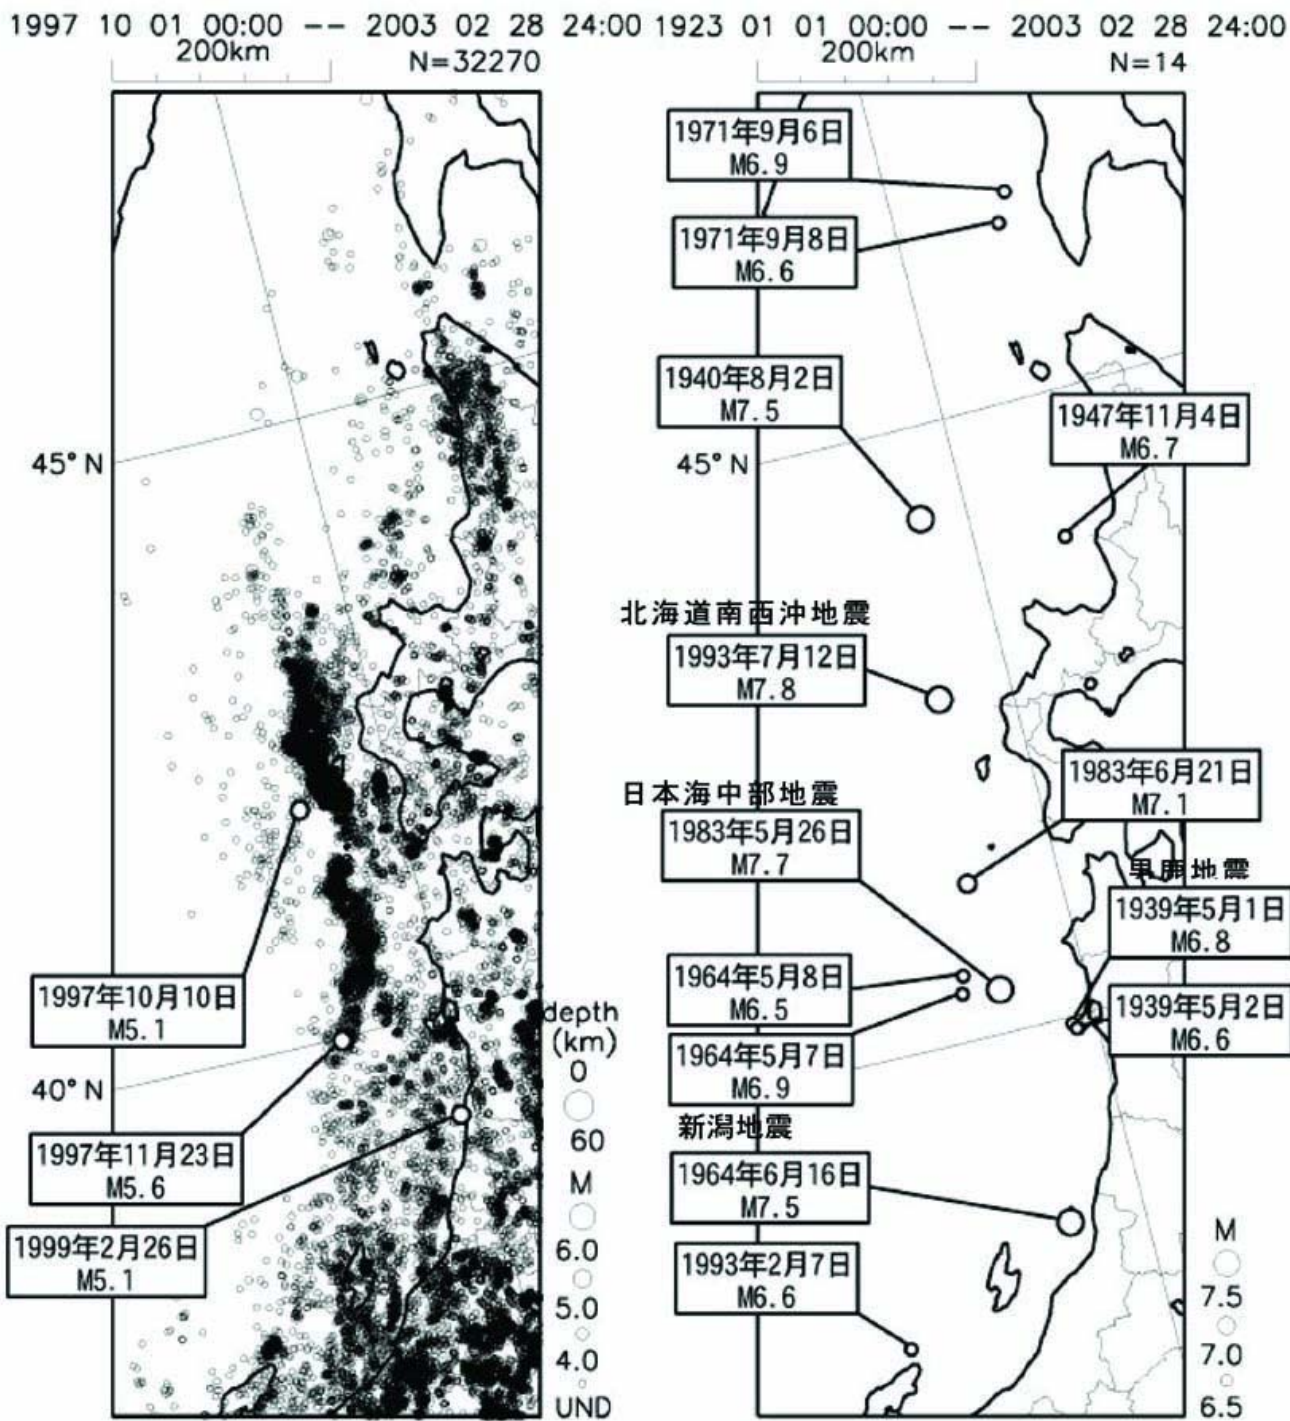 1997 10 01 00:00 -- 2003 02 28 24:00
200km
N=32270
45°N
40°N
1997年10月10日
M5.1
1997年11月23日
M5.6
1999年2月26日
M5.1
depth
(km)
0
60
M
6.0
5.0
4.0
UND
1923 01 01 00:00 -- 2003 02 28 24:00
200km
N=14
1971年9月6日
M6.9
1971年9月8日
M6.6
1940年8月2日
M7.5
1947年11月4日
M6.7
45°N
北海道南西沖地震
1993年7月12日
M7.8
日本海中部地震
1983年5月26日
M7.7
1983年6月21日
M7.1
男鹿地震
1939年5月1日
M6.8
1939年5月2日
M6.6
1964年5月8日
M6.5
1964年5月7日
M6.9
新潟地震
1964年6月16日
M7.5
1993年2月7日
M6.6
M
7.5
7.0
6.5